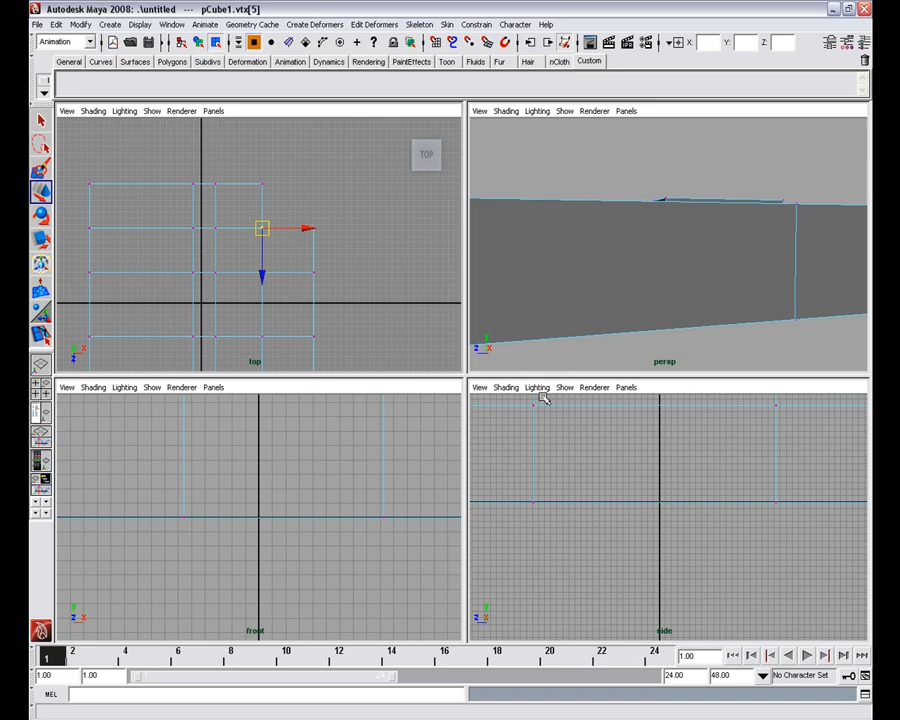 Autodesk Maya 2008: .\untitled --- pCube1.vtx[5]
File Edit Modify Create Display Window Assets Animate Geometry Cache Create Deformers Edit Deformers Skeleton Skin Constraint Character Help
Animation X: Y: Z:
General Curves Surfaces Polygons Subdivs Deformation Animation Dynamics Rendering PaintEffects Toon Fluids Fur Hair nCloth Custom
View Shading Lighting Show Renderer Panels
View Shading Lighting Show Renderer Panels
TOP
x
z
top
y
z x
persp
View Shading Lighting Show Renderer Panels
View Shading Lighting Show Renderer Panels
y
z x
front
y
z x
side
1 2 4 6 8 10 12 14 16 18 20 22 24 1.00
1.00 1.00 1 24 24.00 48.00 No Character Set
MEL